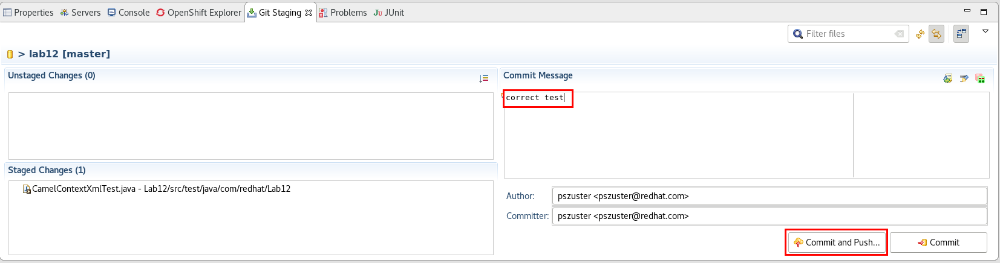 Properties Servers Console OpenShift Explorer Git Staging Problems JUnit
Filter files
> lab12 [master]
Unstaged Changes (0)
Staged Changes (1)
CamelContextXmlTest.java - Lab12/src/test/java/com/redhat/Lab12
Commit Message
correct test
Author: pszuster <pszuster@redhat.com>
Committer: pszuster <pszuster@redhat.com>
Commit and Push... Commit